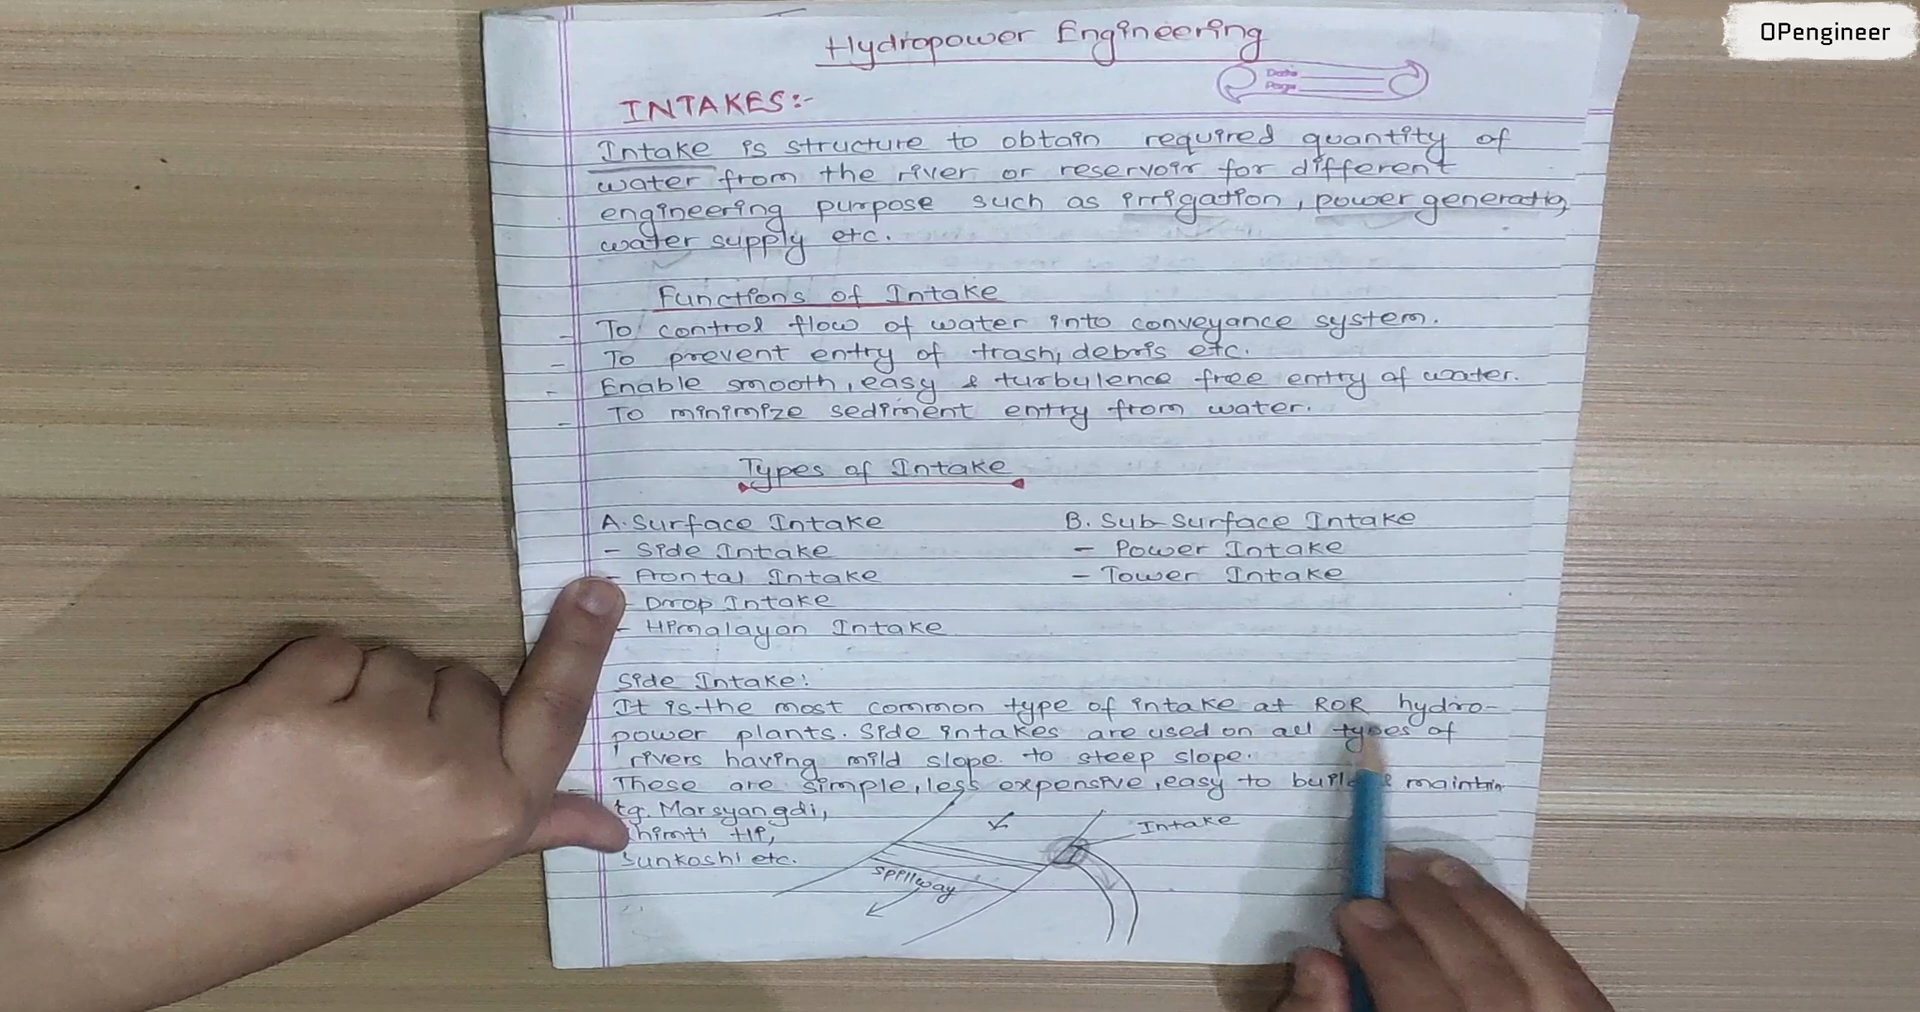 OPengineer
Hydropower Engineering
Date
Page
INTAKES:-
Intake is structure to obtain required quantity of
water from the river or reservoir for different
engineering purpose such as irrigation, power generatio
water supply etc.
Functions of Intake
- To control flow of water into conveyance system.
- To prevent entry of trash, debris etc.
- Enable smooth, easy & turbulence free entry of water.
- To minimize sediment entry from water.
Types of Intake
A. Surface Intake
- Side Intake
- Frontal Intake
- Drop Intake
- Himalayan Intake
B. Sub Surface Intake
- Power Intake
- Tower Intake
Side Intake:
It is the most common type of intake at ROR hydro-
power plants. Side intakes are used on all types of
rivers having mild slope to steep slope.
- These are simple, less expensive, easy to build & maintain
Eg. Marsyangdi,
HP,
Sunkoshi etc.
Intake
spillway